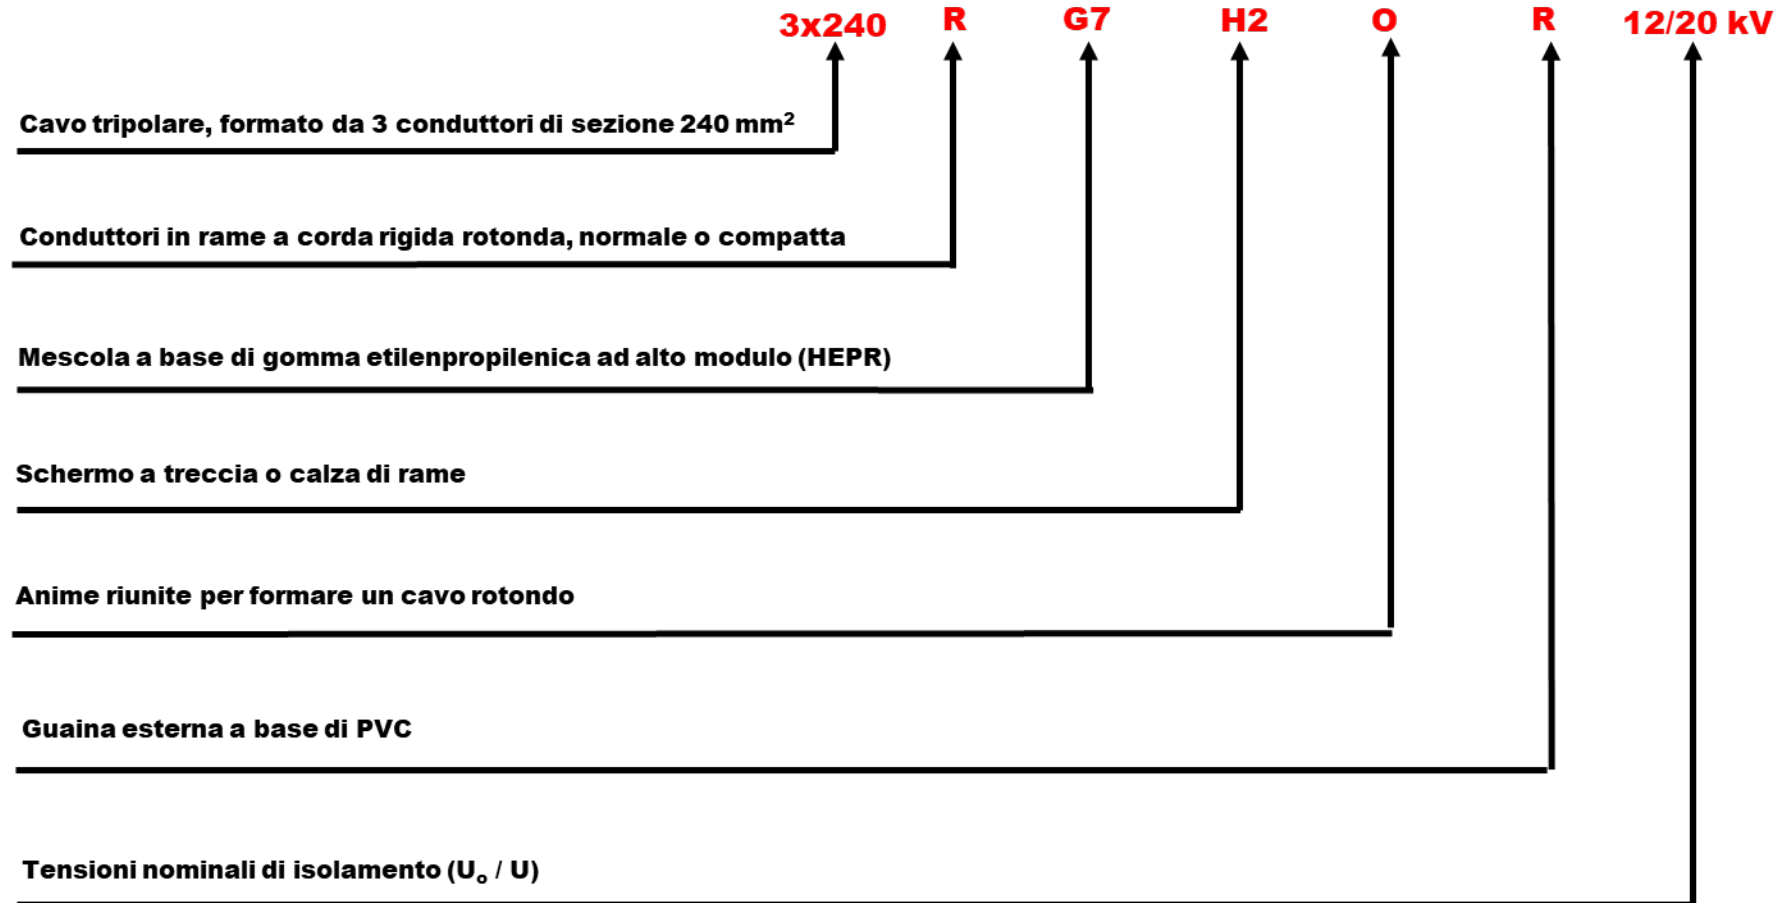 3x240 R G7 H2 O R 12/20 kV
Cavo tripolare, formato da 3 conduttori di sezione 240 mm²
Conduttori in rame a corda rigida rotonda, normale o compatta
Mescola a base di gomma etilenpropilenica ad alto modulo (HEPR)
Schermo a treccia o calza di rame
Anime riunite per formare un cavo rotondo
Guaina esterna a base di PVC
Tensioni nominali di isolamento (Uₒ / U)